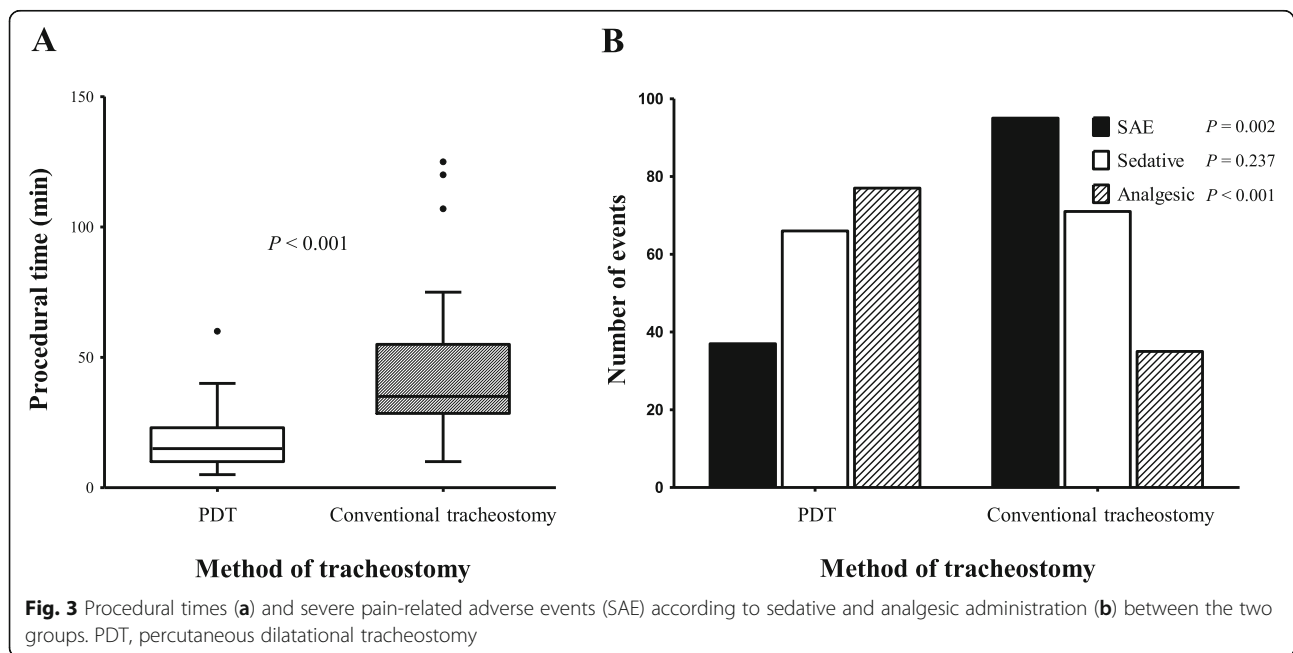 A
150
100
50
0
Procedural time (min)
P < 0.001
PDT
Conventional tracheostomy
Method of tracheostomy
B
100
80
60
40
20
0
Number of events
SAE P = 0.002
Sedative P = 0.237
Analgesic P < 0.001
PDT
Conventional tracheostomy
Method of tracheostomy
Fig. 3 Procedural times (a) and severe pain-related adverse events (SAE) according to sedative and analgesic administration (b) between the two
groups. PDT, percutaneous dilatational tracheostomy